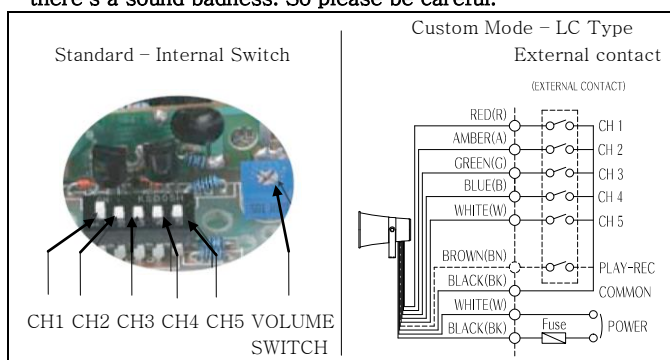 there's a sound badness. So please be careful.
Standard – Internal Switch
KSD05H
CH1 CH2 CH3 CH4 CH5 VOLUME
SWITCH
Custom Mode – LC Type
External contact
(EXTERNAL CONTACT)
RED(R)
CH 1
AMBER(A)
CH 2
GREEN(G)
CH 3
BLUE(B)
CH 4
WHITE(W)
CH 5
BROWN(BN)
PLAY-REC
BLACK(BK)
COMMON
WHITE(W)
BLACK(BK)
Fuse
POWER